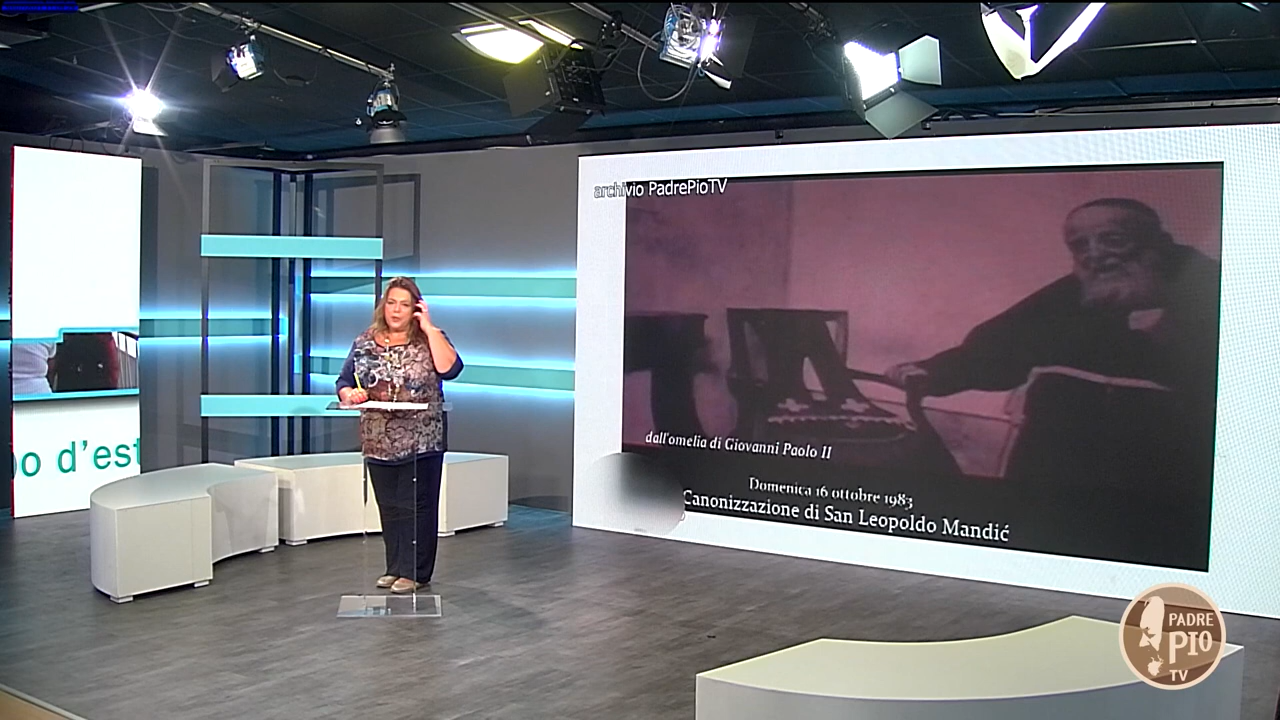 archivio PadrePioTV
dall'omelia di Giovanni Paolo II
Domenica 16 ottobre 1983
Canonizzazione di San Leopoldo Mandić
po d'est
PADRE
PIO
TV